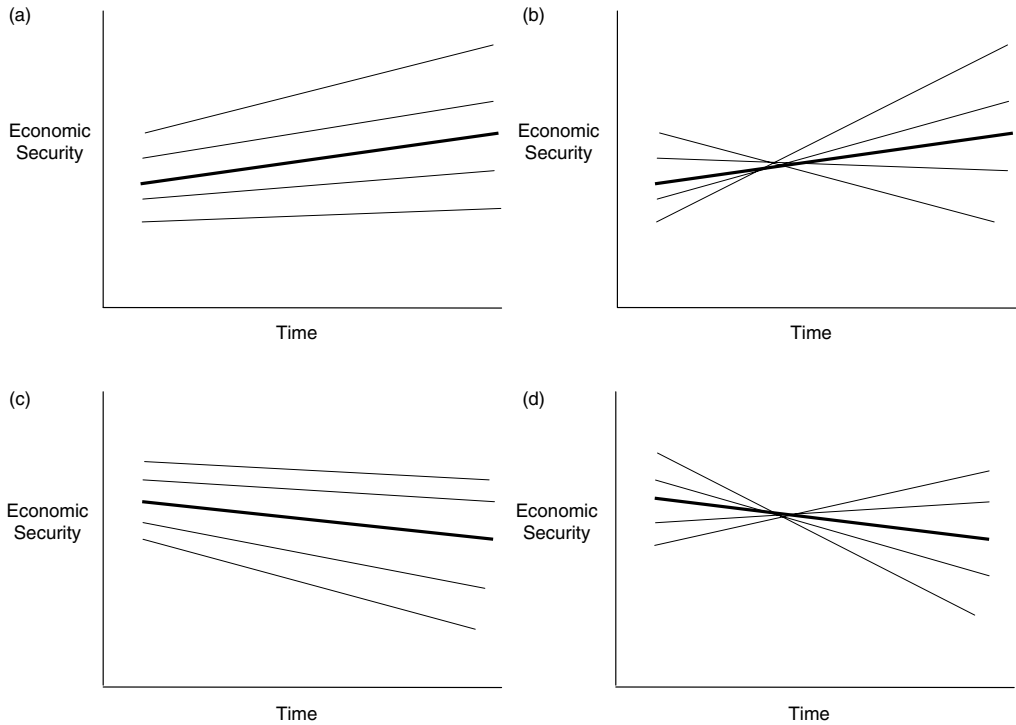 (a)
Economic
Security
Time
(b)
Economic
Security
Time
(c)
Economic
Security
Time
(d)
Economic
Security
Time